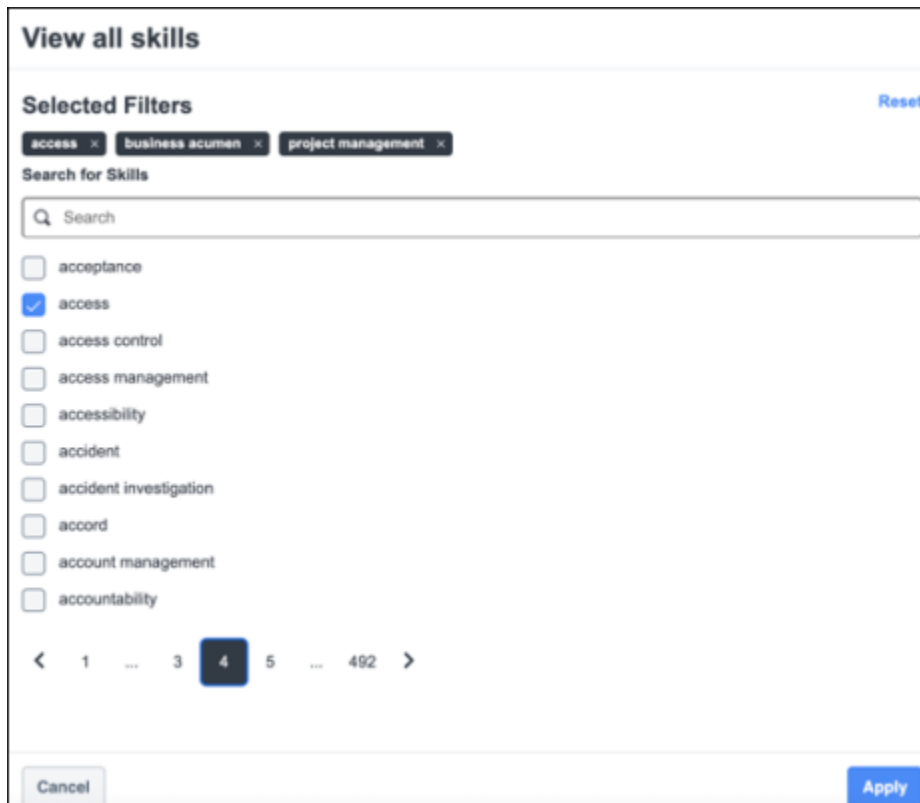 View all skills
Selected Filters
Reset
access × business acumen × project management ×
Search for Skills
Search
acceptance
access
access control
access management
accessibility
accident
accident investigation
accord
account management
accountability
1 ... 3 4 5 ... 492
Cancel
Apply